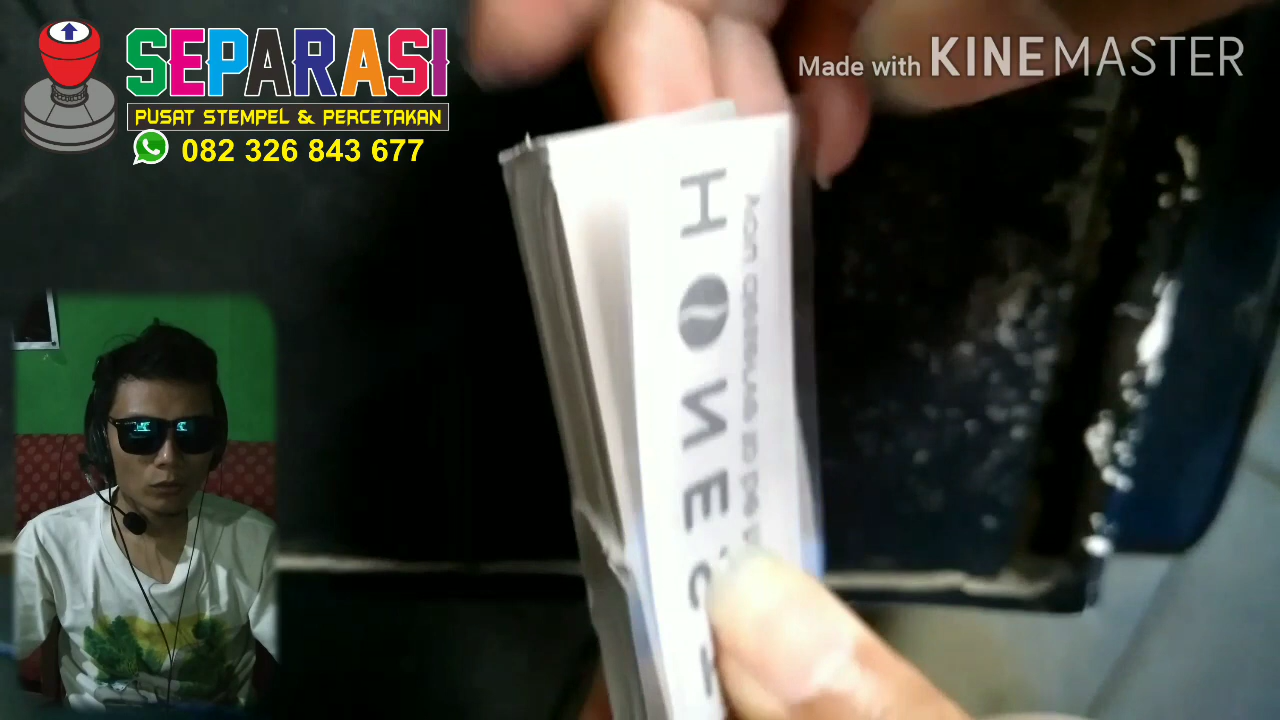 SEPARASI
PUSAT STEMPEL & PERCETAKAN
082 326 843 677
Made with KINEMASTER
HONES